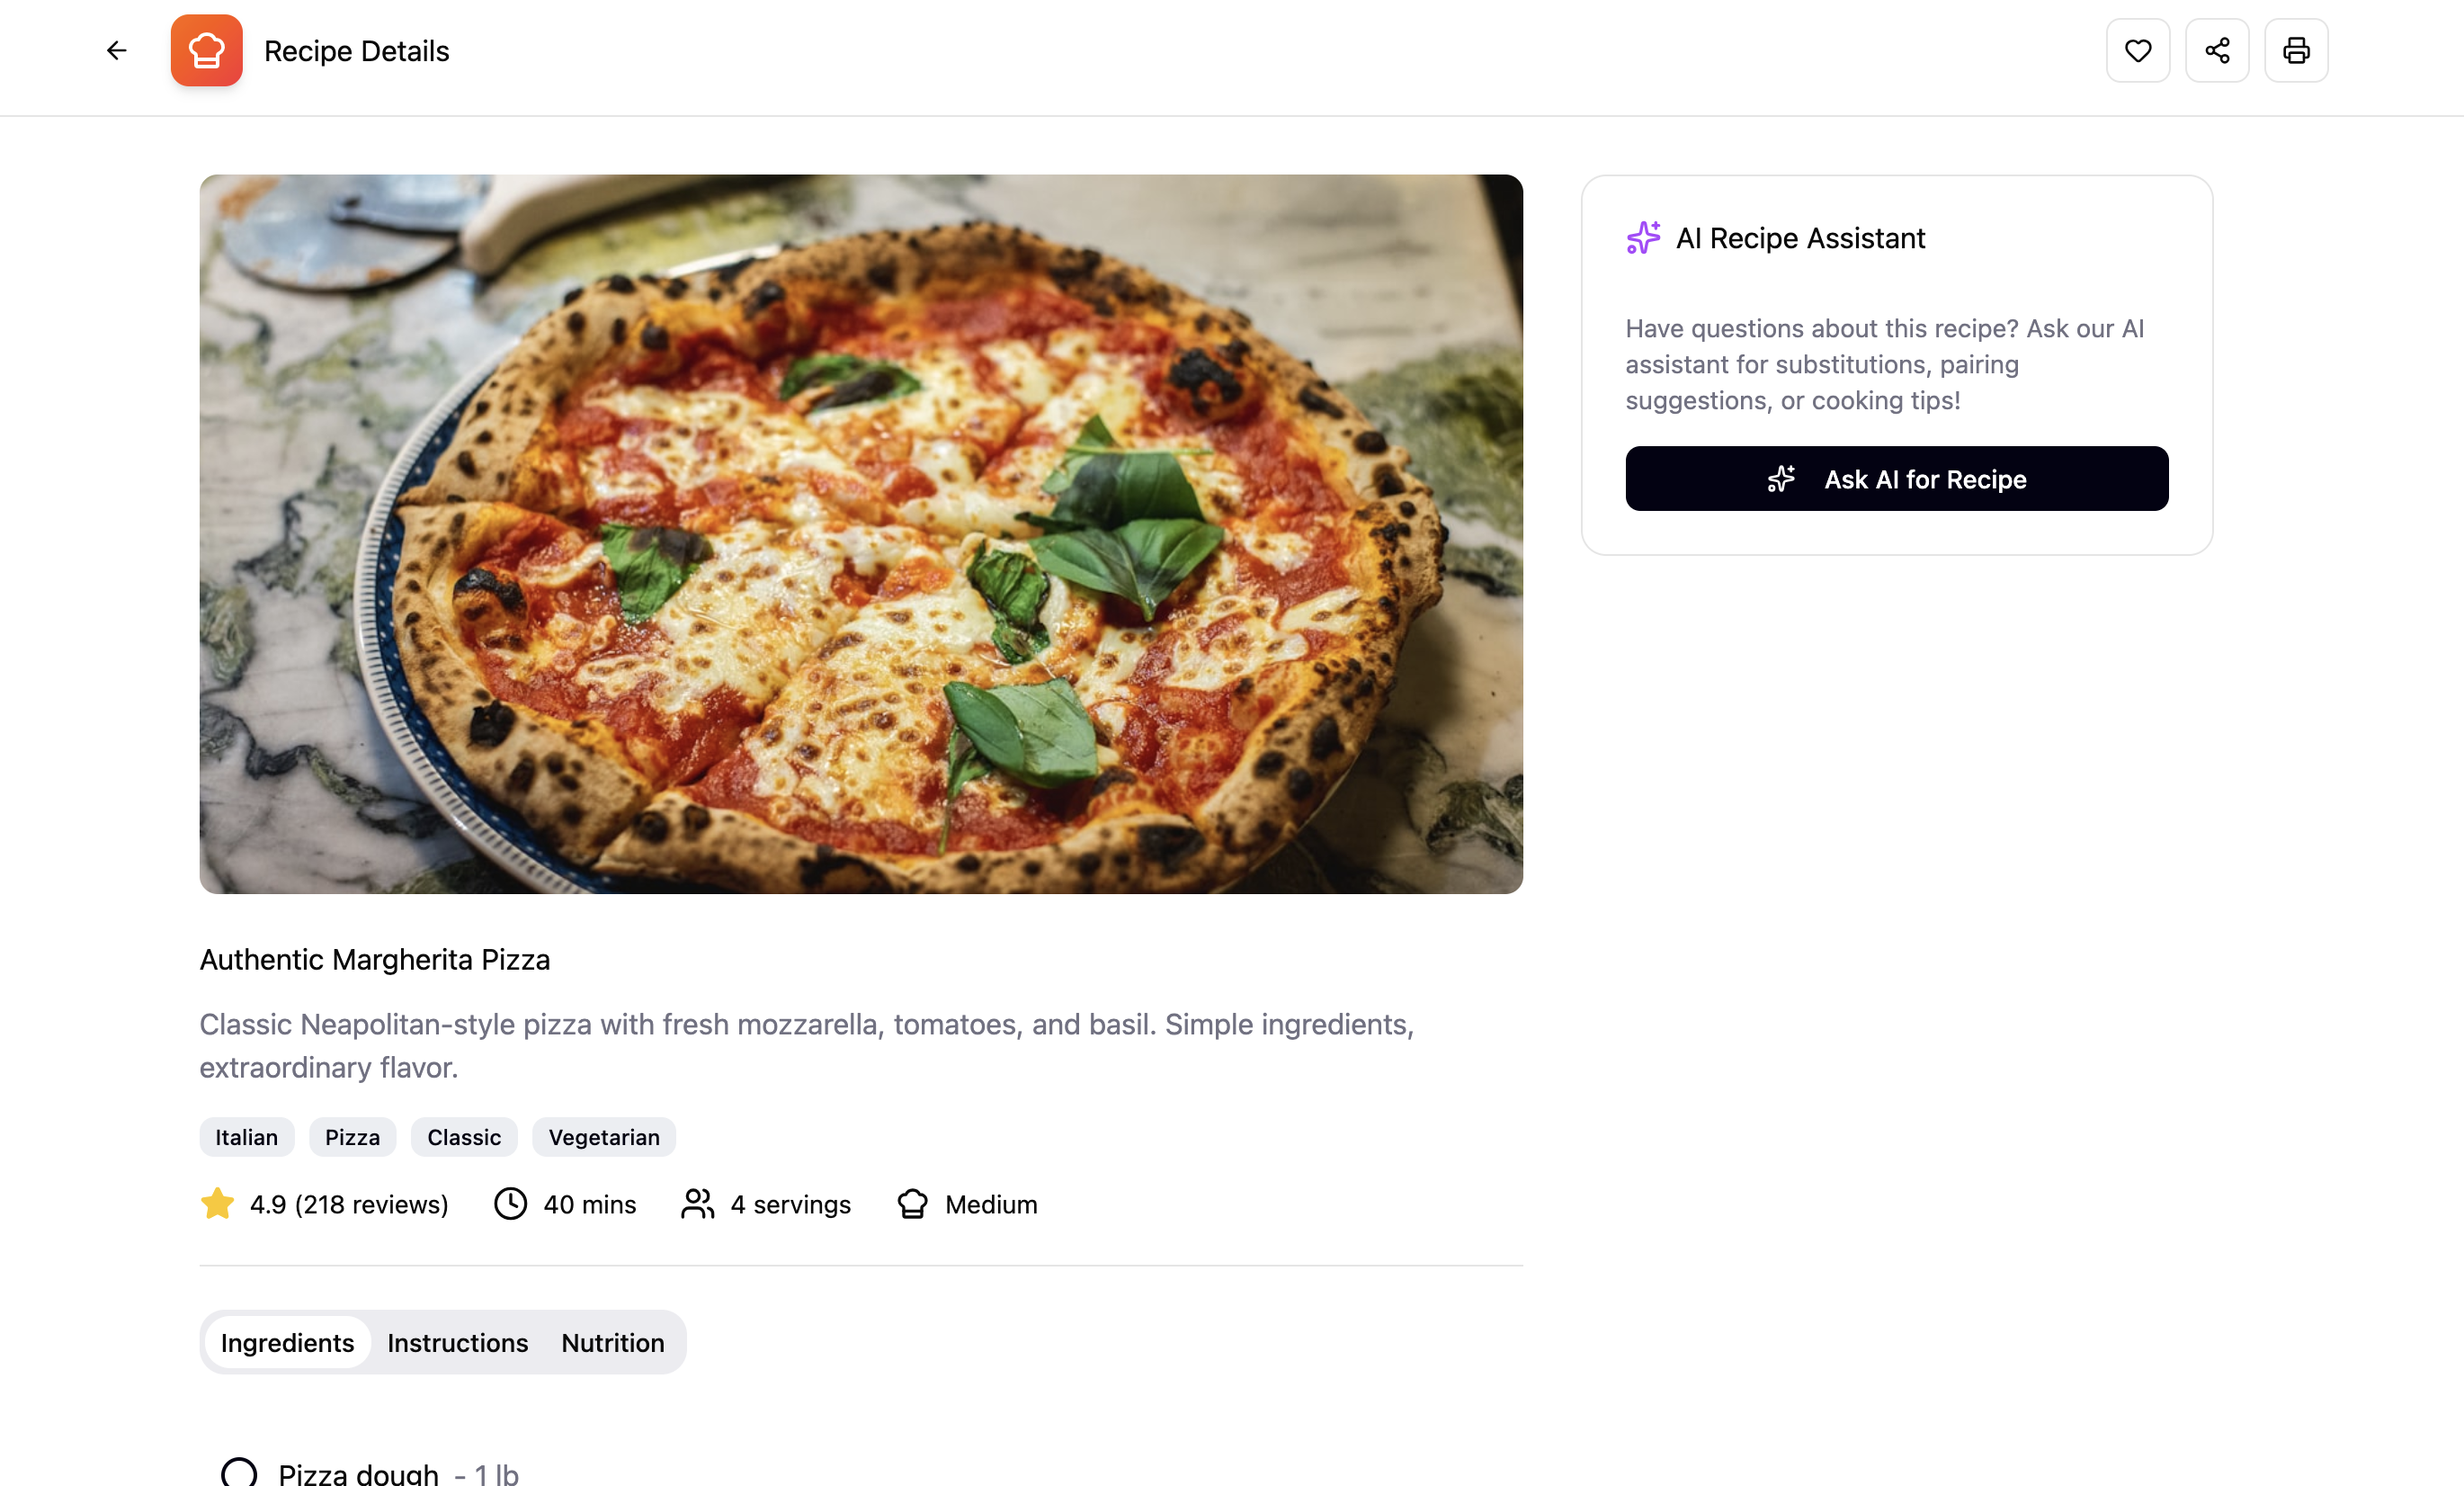 Recipe Details
AI Recipe Assistant
Have questions about this recipe? Ask our AI
assistant for substitutions, pairing
suggestions, or cooking tips!
Ask AI for Recipe
Authentic Margherita Pizza
Classic Neapolitan-style pizza with fresh mozzarella, tomatoes, and basil. Simple ingredients,
extraordinary flavor.
Italian Pizza Classic Vegetarian
4.9 (218 reviews) 40 mins 4 servings Medium
Ingredients Instructions Nutrition
Pizza dough - 1 lb